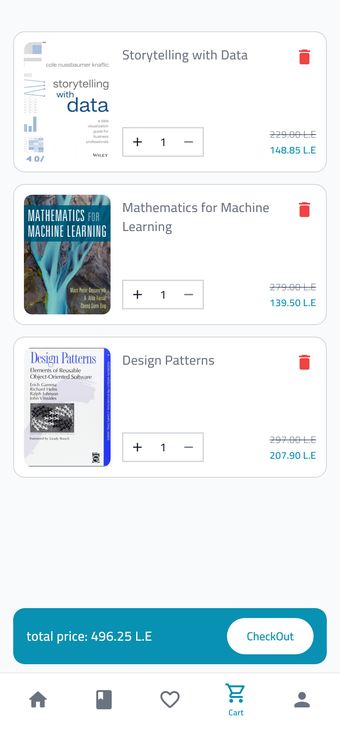 cole nussbaumer knaflic
storytelling
with
data
a data
visualization
guide for
business
professionals
WILEY
Storytelling with Data
+ 1 −
229.00 L.E
148.85 L.E
MATHEMATICS FOR
MACHINE LEARNING
Marc Peter Deisenroth
A. Aldo Faisal
Cheng Soon Ong
Mathematics for Machine
Learning
+ 1 −
279.00 L.E
139.50 L.E
Design Patterns
Elements of Reusable
Object-Oriented Software
Erich Gamma
Richard Helm
Ralph Johnson
John Vlissides
Foreword by Grady Booch
Design Patterns
+ 1 −
297.00 L.E
207.90 L.E
total price: 496.25 L.E
CheckOut
Cart